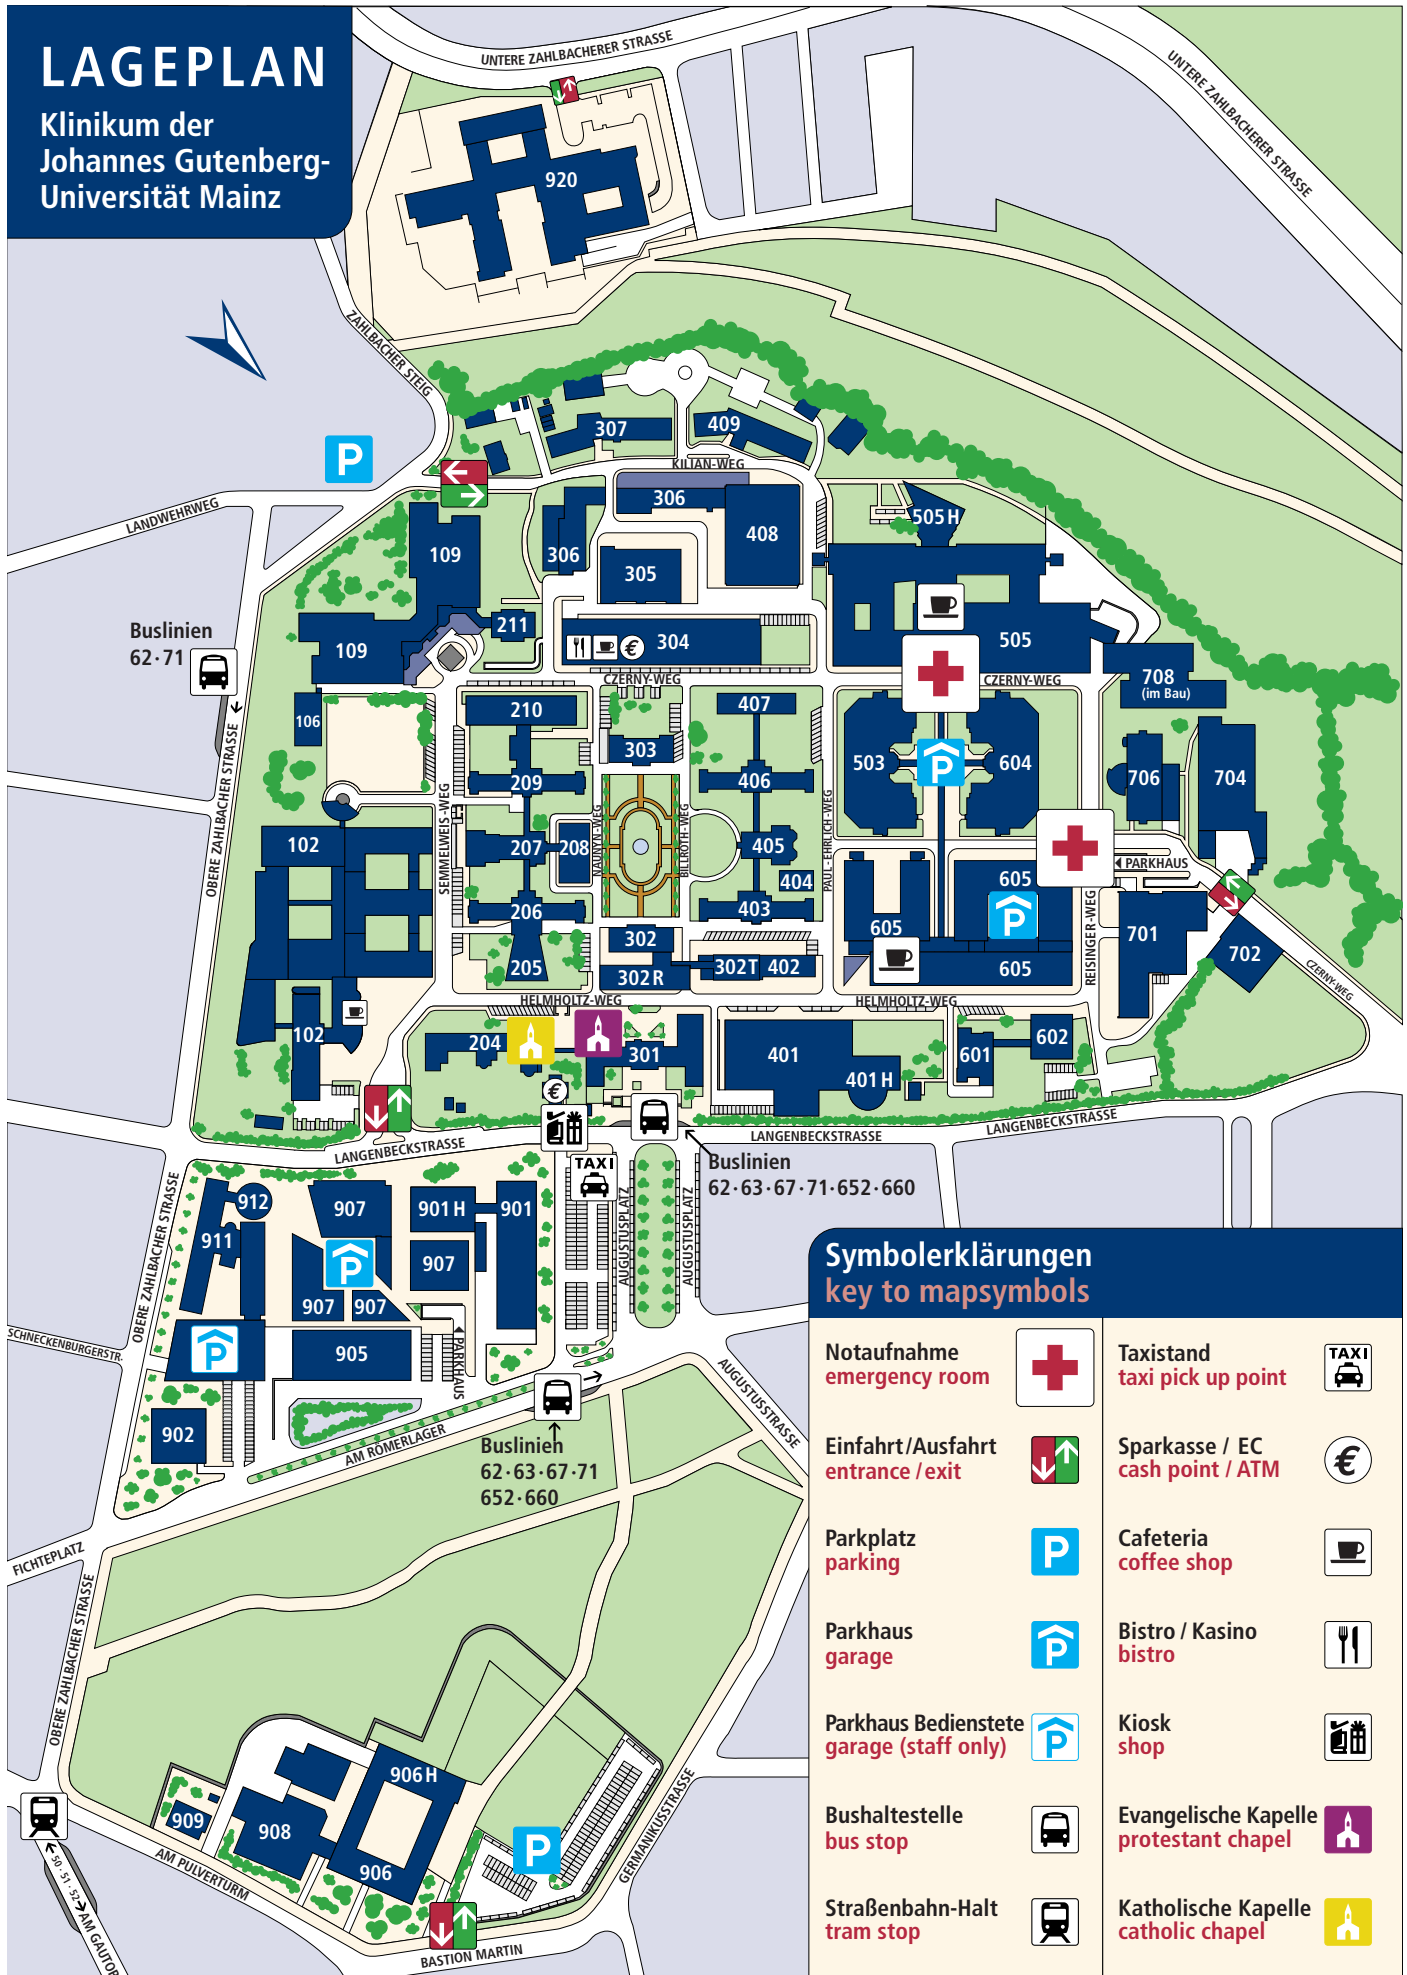 LAGEPLAN
Klinikum der
Johannes Gutenberg-
Universität Mainz
UNTERE ZAHLBACHERER STRASSE
UNTERE ZAHLBACHERER STRASSE
920
ZAHLBACHER STEIG
P
307
409
KILIAN-WEG
LANDWEHRWEG
306
408
505 H
109
306
305
Buslinien
62·71
211
304
505
109
CZERNY-WEG
CZERNY-WEG
708
(im Bau)
106
210
407
303
OBERE ZAHLBACHER STRASSE
209
406
503
P
604
706
704
SEMMELWEIS-WEG
NAUNYN-WEG
BILLROTH-WEG
PAUL-EHRLICH-WEG
102
207
208
405
PARKHAUS
404
605
206
403
P
REISINGER-WEG
605
302
701
205
302 R
302T
402
605
702
CZERNY-WEG
HELMHOLTZ-WEG
HELMHOLTZ-WEG
102
204
301
401
601
602
401 H
€
LANGENBECKSTRASSE
LANGENBECKSTRASSE
LANGENBECKSTRASSE
TAXI
Buslinien
62·63·67·71·652·660
OBERE ZAHLBACHER STRASSE
912
907
901 H
901
911
AUGUSTUSPLATZ
AUGUSTUSPLATZ
P
907
907
907
SCHNECKENBURGERSTR.
P
905
PARKHAUS
AUGUSTUSSTRASSE
902
AM RÖMERLAGER
Buslinien
62·63·67·71
652·660
FICHTEPLATZ
OBERE ZAHLBACHER STRASSE
906 H
909
908
906
P
AM PULVERTURM
GERMANIKUSSTRASSE
50·51·52
AM GAUTOR
BASTION MARTIN
Symbolerklärungen
key to mapsymbols
Notaufnahme
emergency room
Einfahrt/Ausfahrt
entrance/exit
Parkplatz
parking
P
Parkhaus
garage
P
Parkhaus Bedienstete
garage (staff only)
P
Bushaltestelle
bus stop
Straßenbahn-Halt
tram stop
Taxistand
taxi pick up point
TAXI
Sparkasse / EC
cash point / ATM
€
Cafeteria
coffee shop
Bistro / Kasino
bistro
Kiosk
shop
Evangelische Kapelle
protestant chapel
Katholische Kapelle
catholic chapel